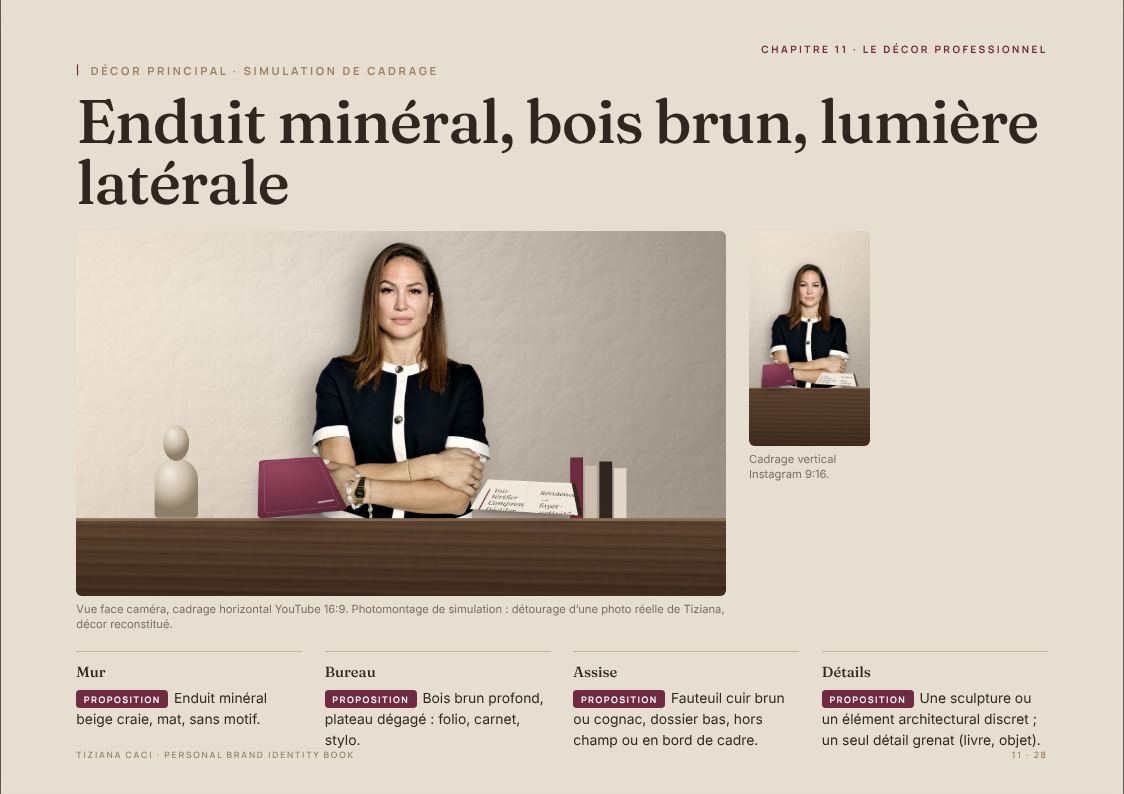 CHAPITRE 11 · LE DÉCOR PROFESSIONNEL
DÉCOR PRINCIPAL · SIMULATION DE CADRAGE
Enduit minéral, bois brun, lumière
latérale
Voir
Vérifier
Compren
Résidence
→
foyer ·
Cadrage vertical
Instagram 9:16.
Vue face caméra, cadrage horizontal YouTube 16:9. Photomontage de simulation : détourage d’une photo réelle de Tiziana,
décor reconstitué.
Mur
PROPOSITION Enduit minéral
beige craie, mat, sans motif.
Bureau
PROPOSITION Bois brun profond,
plateau dégagé : folio, carnet,
stylo.
Assise
PROPOSITION Fauteuil cuir brun
ou cognac, dossier bas, hors
champ ou en bord de cadre.
Détails
PROPOSITION Une sculpture ou
un élément architectural discret ;
un seul détail grenat (livre, objet).
TIZIANA CACI · PERSONAL BRAND IDENTITY BOOK
11 · 28